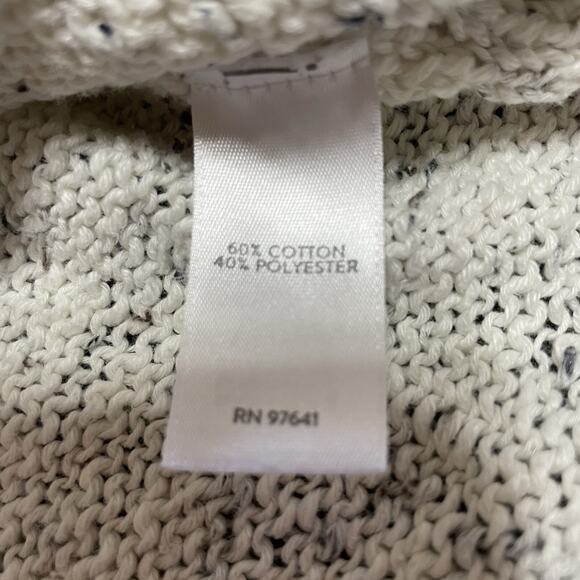 60% COTTON
40% POLYESTER
RN 97641